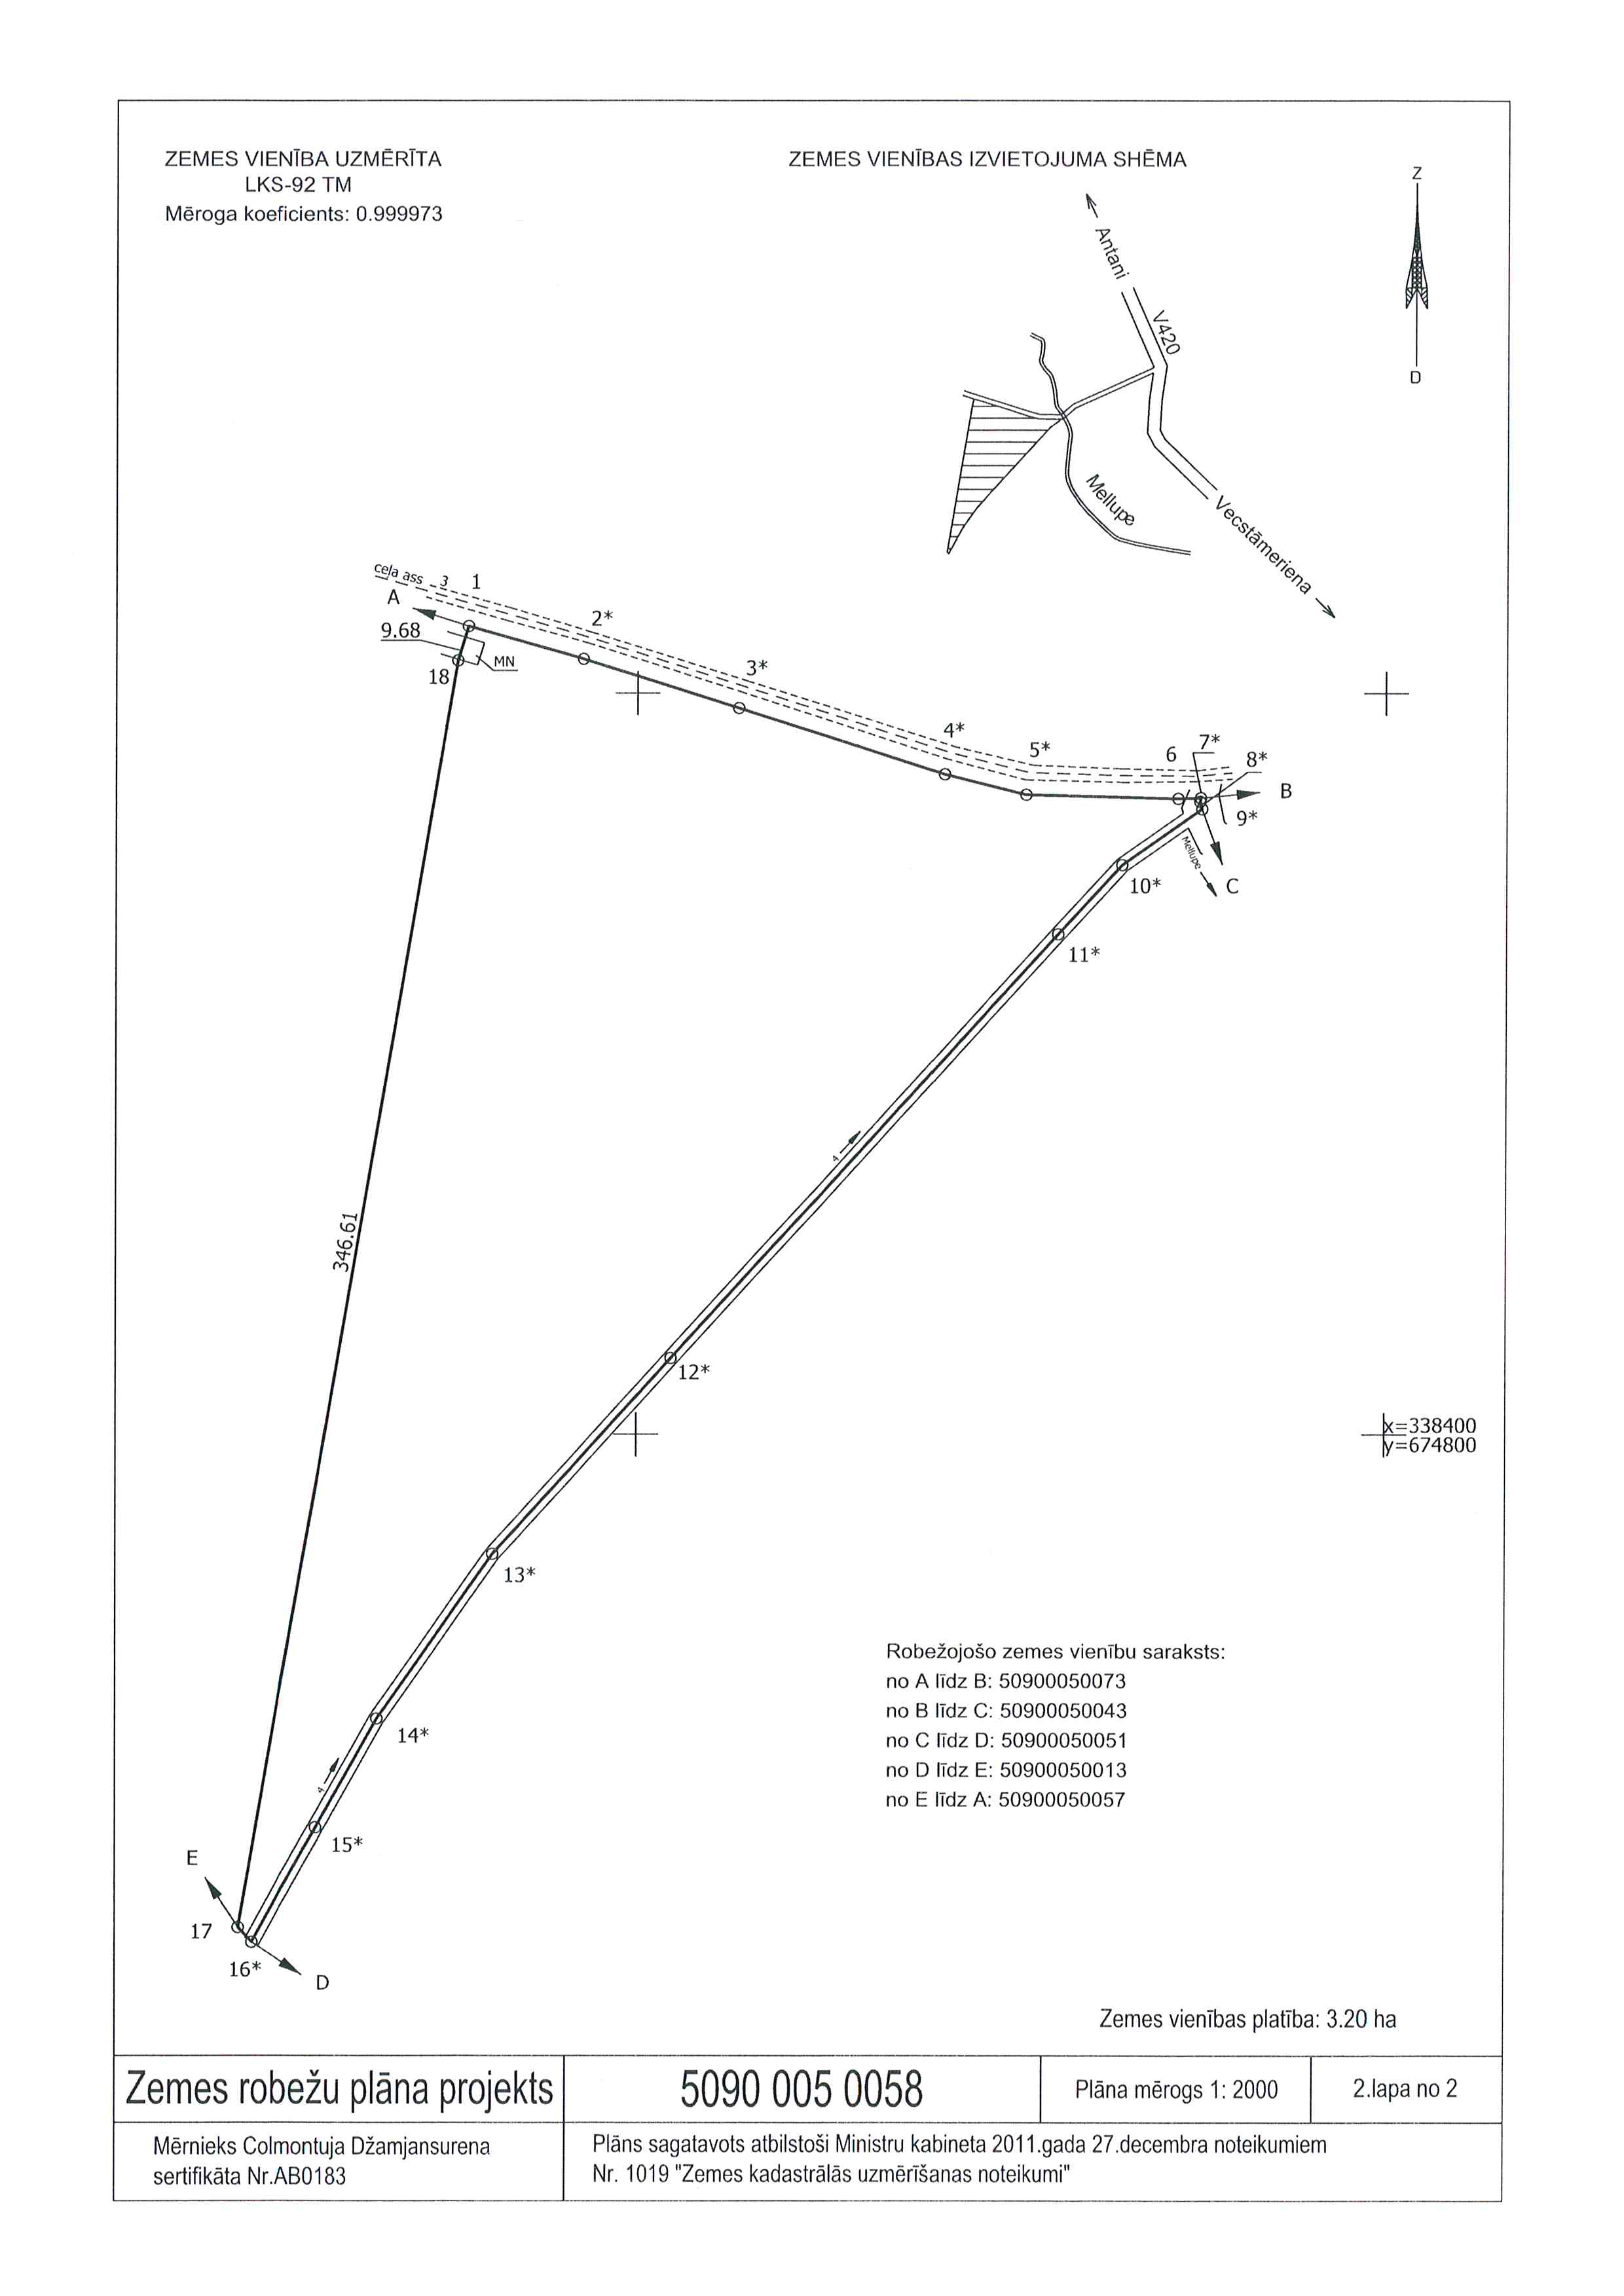 ZEMES VIENĪBA UZMĒRĪTA
LKS-92 TM
Mēroga koeficients: 0.999973
ZEMES VIENĪBAS IZVIETOJUMA SHĒMA
Z
D
Antani
V420
Mellupe
Vecstāmeriena
ceļa ass
3
1
A
2*
9.68
MN
18
3*
4*
5*
6
7*
8*
B
9*
Mellupe
C
10*
11*
4
346.61
12*
x=338400
y=674800
13*
14*
4
15*
E
17
16*
D
Robežojošo zemes vienību saraksts:
no A līdz B: 50900050073
no B līdz C: 50900050043
no C līdz D: 50900050051
no D līdz E: 50900050013
no E līdz A: 50900050057
Zemes vienības platība: 3.20 ha
Zemes robežu plāna projekts
5090 005 0058
Plāna mērogs 1: 2000
2.lapa no 2
Mērnieks Colmontuja Džamjansurena
sertifikāta Nr.AB0183
Plāns sagatavots atbilstoši Ministru kabineta 2011.gada 27.decembra noteikumiem
Nr. 1019 "Zemes kadastrālās uzmērīšanas noteikumi"